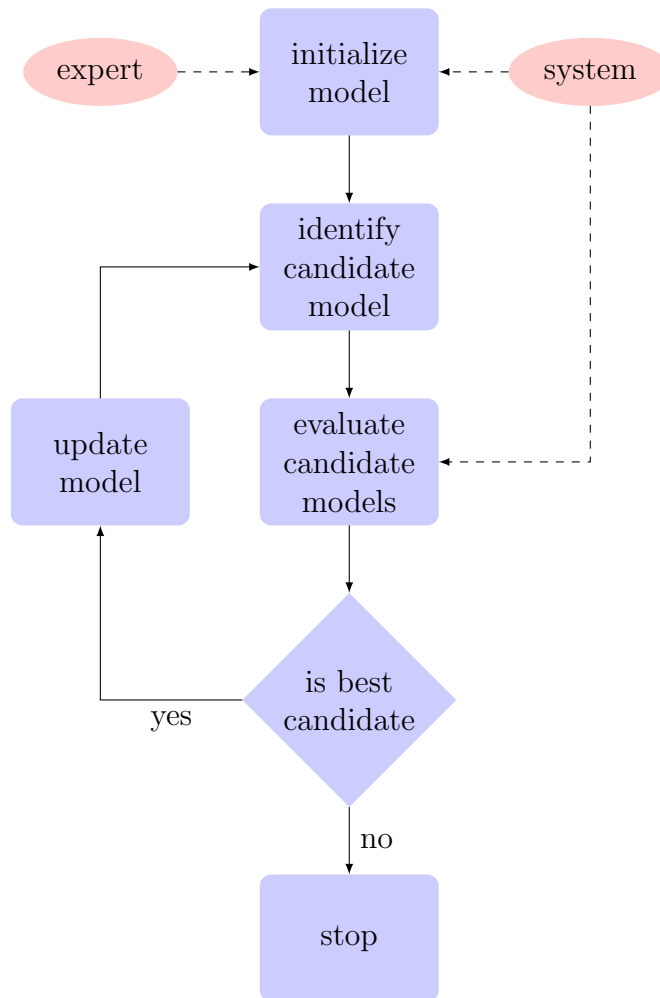 expert
initialize
model
system
identify
candidate
model
update
model
evaluate
candidate
models
is best
candidate
yes
no
stop